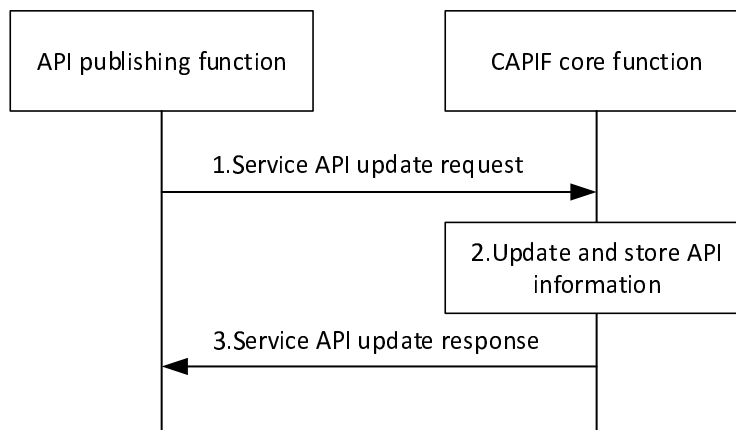 API publishing function
CAPIF core function
1.Service API update request
2.Update and store API
information
3.Service API update response